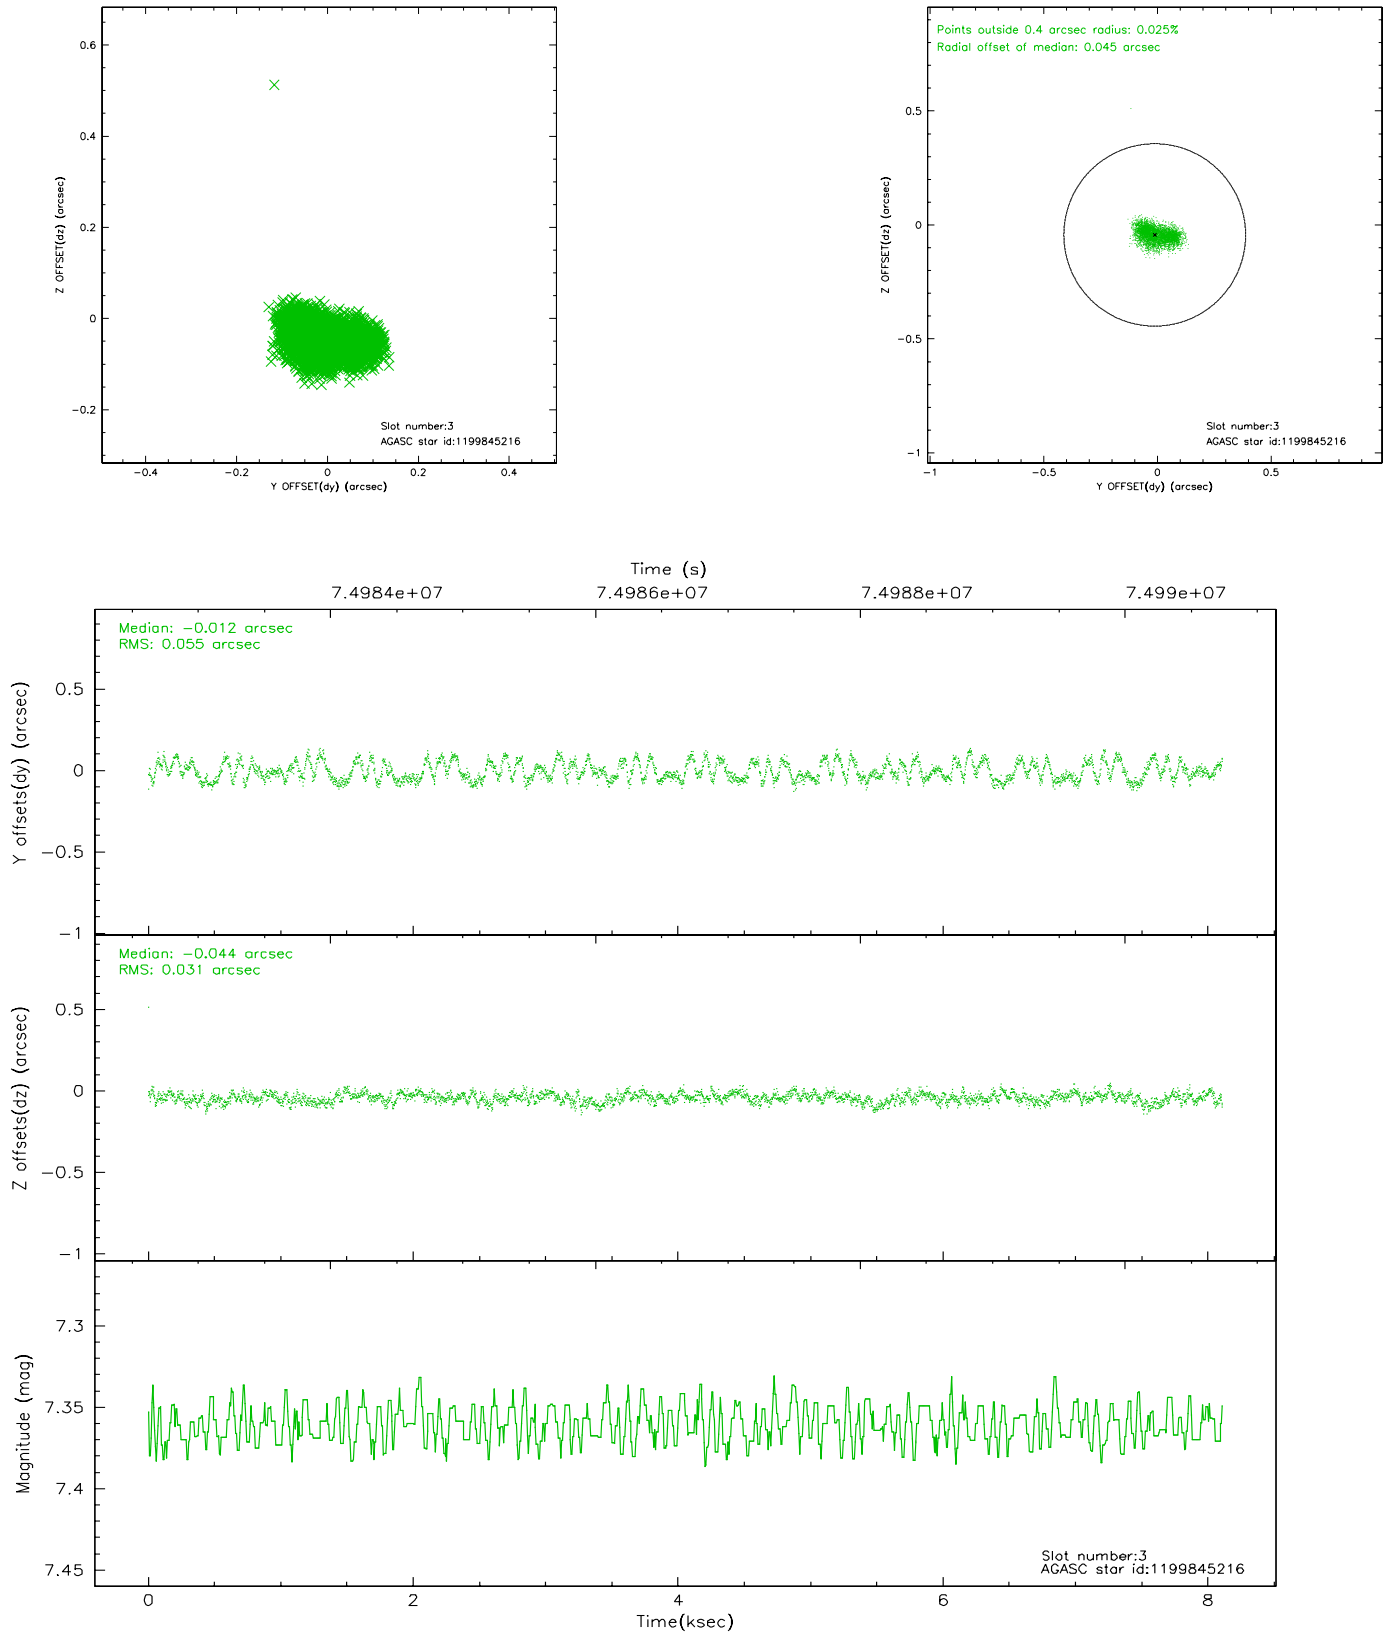 0.6
0.4
0.2
0
−0.2
Z OFFSET(dz) (arcsec)
Slot number:3
AGASC star id:1199845216
−0.4 −0.2 0 0.2 0.4
Y OFFSET(dy) (arcsec)
Points outside 0.4 arcsec radius: 0.025%
Radial offset of median: 0.045 arcsec
0.5
0
−0.5
−1
Z OFFSET(dz) (arcsec)
Slot number:3
AGASC star id:1199845216
−1 −0.5 0 0.5
Y OFFSET(dy) (arcsec)
Time (s)
7.4984e+07 7.4986e+07 7.4988e+07 7.499e+07
Median: −0.012 arcsec
RMS: 0.055 arcsec
0.5
0
−0.5
−1
Y offsets(dy) (arcsec)
Median: −0.044 arcsec
RMS: 0.031 arcsec
0.5
0
−0.5
−1
Z offsets(dz) (arcsec)
7.3
7.35
7.4
7.45
Magnitude (mag)
Slot number:3
AGASC star id:1199845216
0 2 4 6 8
Time(ksec)